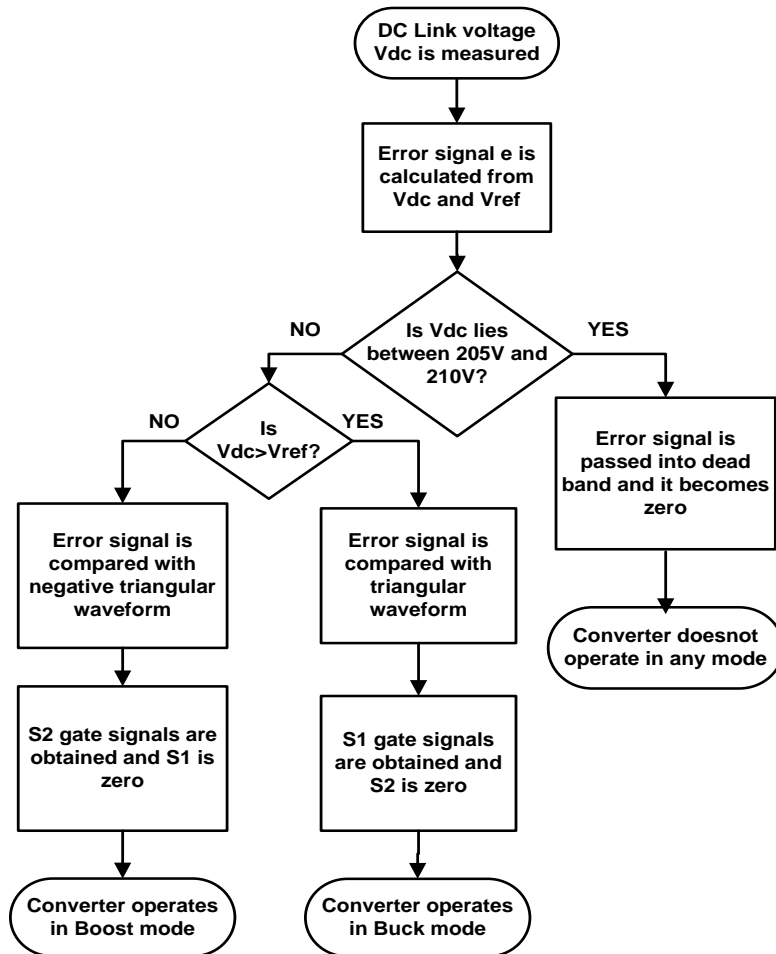 DC Link voltage
Vdc is measured
Error signal e is
calculated from
Vdc and Vref
Is Vdc lies
between 205V and
210V?
NO
YES
Is
Vdc>Vref?
NO
YES
Error signal is
passed into dead
band and it becomes
zero
Error signal is
compared with
negative triangular
waveform
Error signal is
compared with
triangular
waveform
Converter doesnot
operate in any mode
S2 gate signals are
obtained and S1 is
zero
S1 gate signals
are obtained and
S2 is zero
Converter operates
in Boost mode
Converter operates
in Buck mode